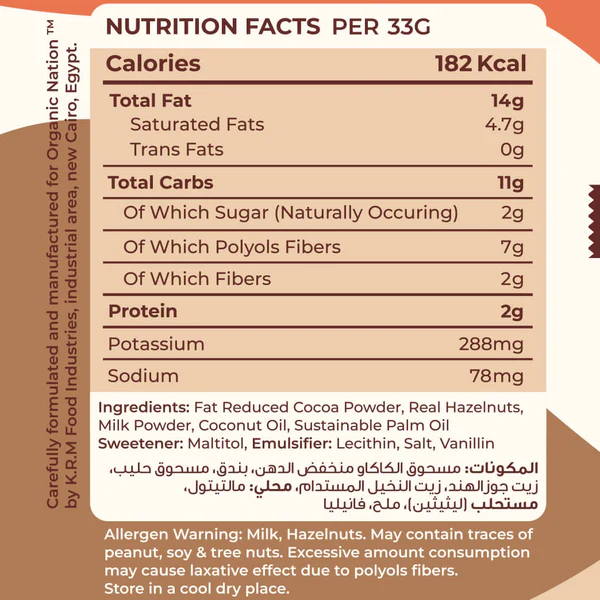 NUTRITION FACTS PER 33G
Calories 182 Kcal
Total Fat 14g
Saturated Fats 4.7g
Trans Fats 0g
Total Carbs 11g
Of Which Sugar (Naturally Occuring) 2g
Of Which Polyols Fibers 7g
Of Which Fibers 2g
Protein 2g
Potassium 288mg
Sodium 78mg
Ingredients: Fat Reduced Cocoa Powder, Real Hazelnuts,
Milk Powder, Coconut Oil, Sustainable Palm Oil
Sweetener: Maltitol, Emulsifier: Lecithin, Salt, Vanillin
المكونات: مسحوق الكاكاو منخفض الدهن، بندق، مسحوق حليب،
زيت جوزالهند، زيت النخيل المستدام، محلي: مالتيتول،
مستحلب (ليثيثين)، ملح، فانيليا
Allergen Warning: Milk, Hazelnuts. May contain traces of
peanut, soy & tree nuts. Excessive amount consumption
may cause laxative effect due to polyols fibers.
Store in a cool dry place.
Carefully formulated and manufactured for Organic Nation ™
by K.R.M Food Industries, industrial area, new Cairo, Egypt.